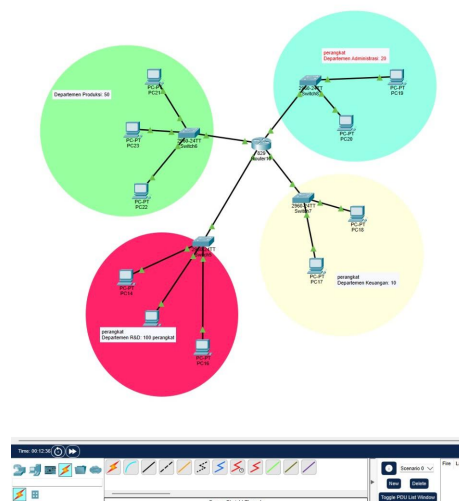 perangkat
Departemen Administrasi: 20
PC-PT
PC19
2960-24TT
PC-PT
PC20
PC-PT
PC21
Departemen Produksi: 50
PC-PT
PC23
2960-24TT
Switch6
PC-PT
PC22
2960-24TT
Switch7
PC-PT
PC18
PC-PT
PC17
perangkat
Departemen Keuangan: 10
PC-PT
PC14
perangkat
Departemen R&D: 100 perangkat
PC-PT
Time: 00:12:36
Scenario 0
New
Delete
Toggle PDU List Window
Fire